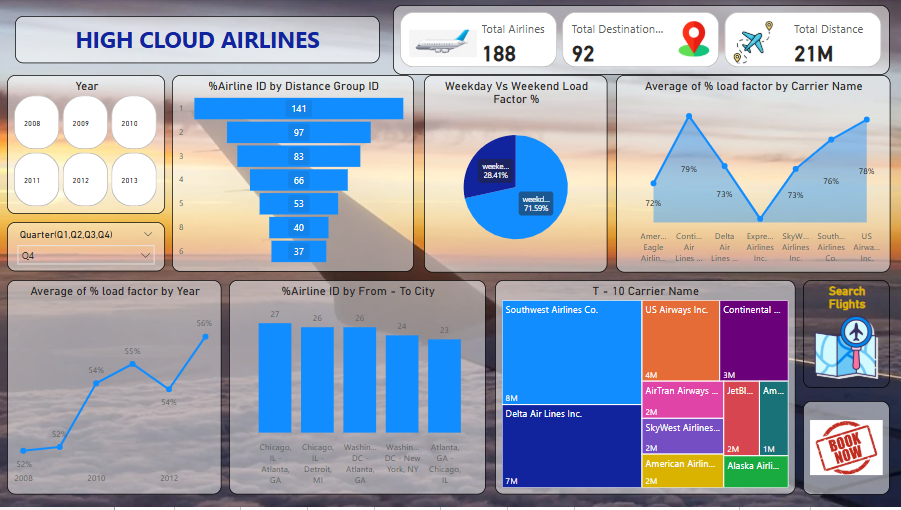 HIGH CLOUD AIRLINES
Total Airlines
188
Total Destination...
92
Total Distance
21M
Year
2008
2009
2010
2011
2012
2013
Quarter(Q1,Q2,Q3,Q4)
Q4
%Airline ID by Distance Group ID
1
141
2
97
3
83
4
66
5
53
8
40
6
37
Weekday Vs Weekend Load
Factor %
weeke...
28.41%
weekd...
71.59%
Average of % load factor by Carrier Name
72%
79%
73%
73%
76%
78%
Amer...
Eagle
Airlin...
Conti...
Air
Lines ...
Delta
Air
Lines ...
Expre...
Airlines
Inc.
SkyW...
Airlines
Inc.
South...
Airlines
Co.
US
Airwa...
Inc.
Average of % load factor by Year
52%
52%
54%
55%
54%
56%
2008
2010
2012
%Airline ID by From - To City
27
26
26
24
23
Chicago,
IL -
Atlanta,
GA
Chicago,
IL -
Detroit,
MI
Washin...
DC -
Atlanta,
GA
Washin...
DC - New
York, NY
Atlanta,
GA -
Chicago,
IL
T - 10 Carrier Name
Southwest Airlines Co.
8M
Delta Air Lines Inc.
7M
US Airways Inc.
4M
Continental ...
3M
AirTran Airways ...
2M
SkyWest Airlines...
2M
American Airlin...
2M
JetBl...
2M
Am...
1M
Alaska Airli...
Search
Flights
BOOK
NOW